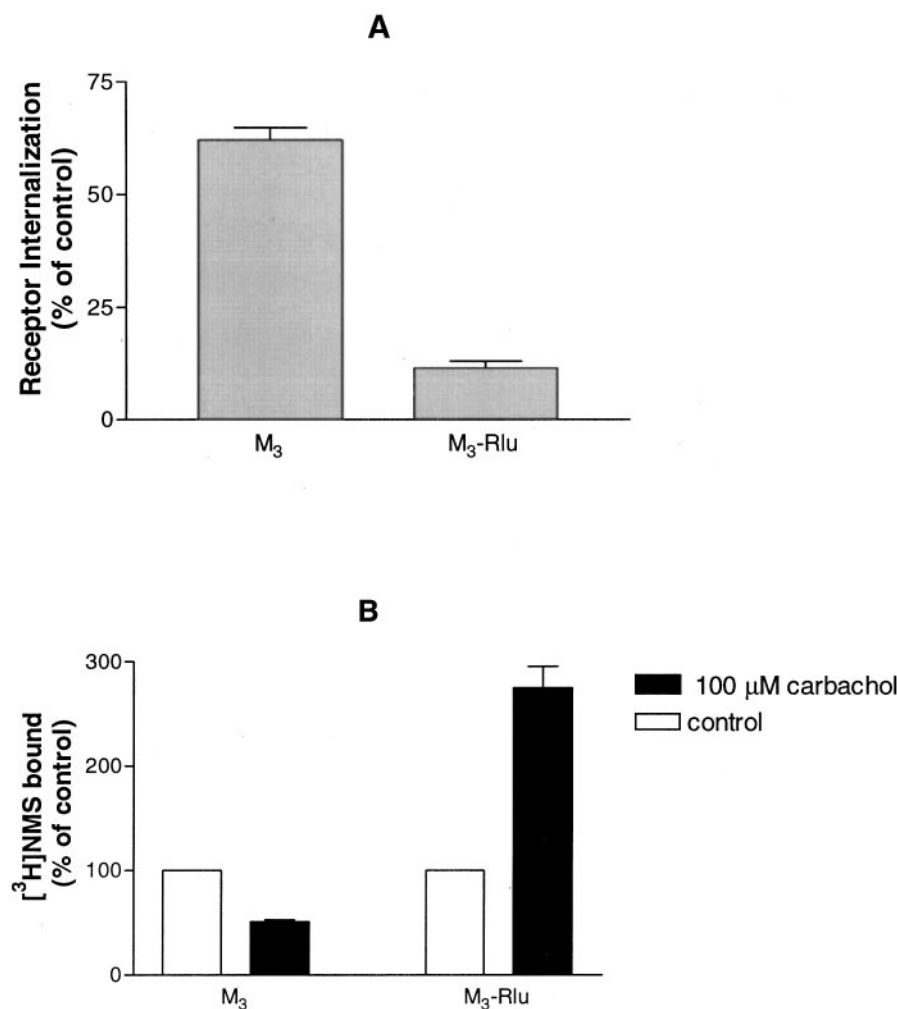 A
Receptor Internalization
(% of control)
75
50
25
0
M₃
M₃-Rlu
B
[³H]NMS bound
(% of control)
300
200
100
0
M₃
M₃-Rlu
100 μM carbachol
control